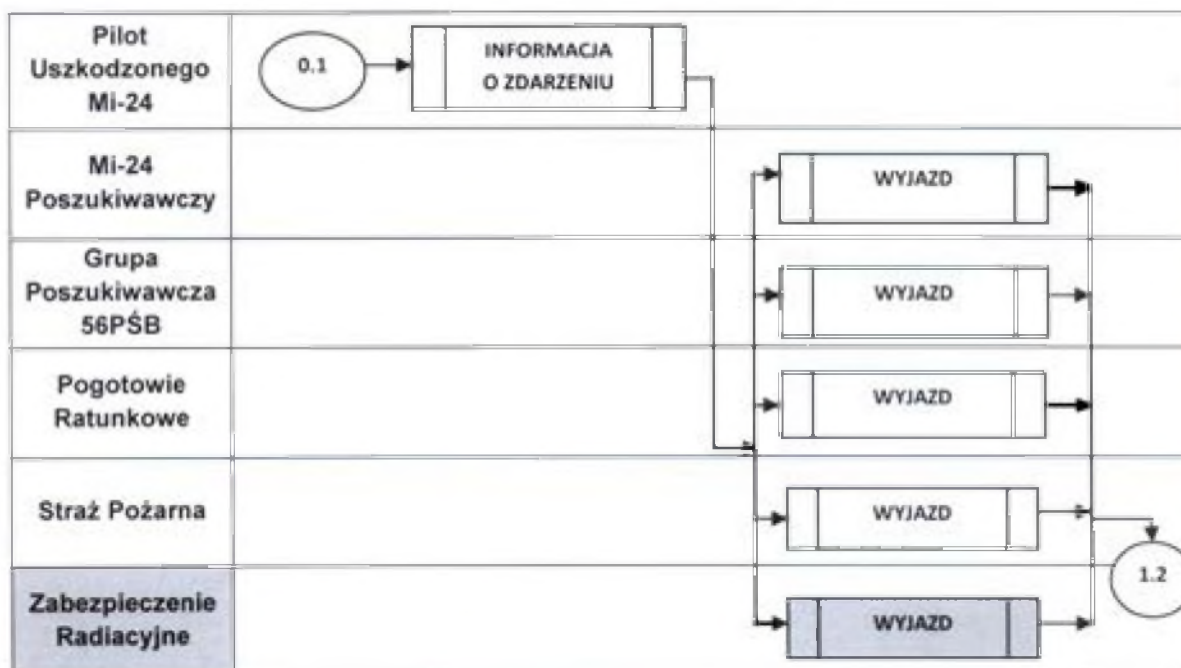 Pilot
Uszkodzonego
Mi-24
0.1
INFORMACJA
O ZDARZENIU
Mi-24
Poszukiwawczy
WYJAZD
Grupa
Poszukiwawcza
56PŚB
WYJAZD
Pogotowie
Ratunkowe
WYJAZD
Straż Pożarna
WYJAZD
1.2
Zabezpieczenie
Radiacyjne
WYJAZD